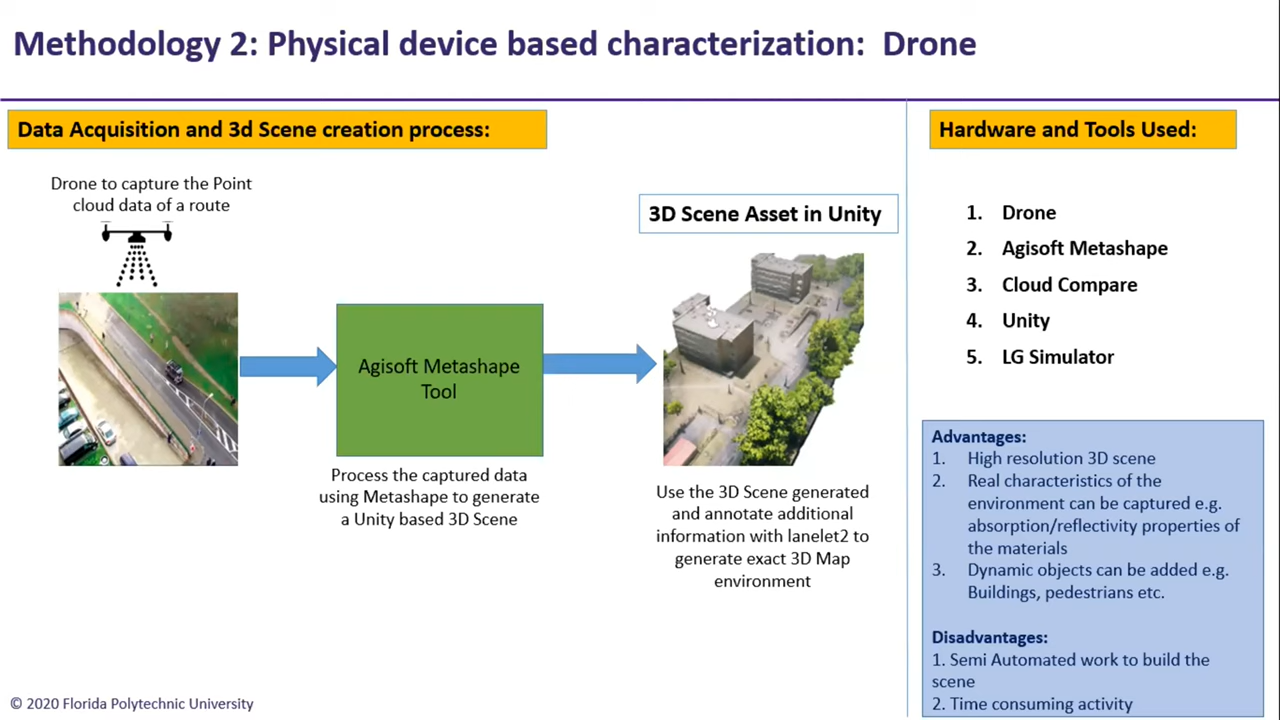 Methodology 2: Physical device based characterization: Drone
Data Acquisition and 3d Scene creation process:
Drone to capture the Point
cloud data of a route
Agisoft Metashape
Tool
Process the captured data
using Metashape to generate
a Unity based 3D Scene
3D Scene Asset in Unity
Use the 3D Scene generated
and annotate additional
information with lanelet2 to
generate exact 3D Map
environment
Hardware and Tools Used:
1. Drone
2. Agisoft Metashape
3. Cloud Compare
4. Unity
5. LG Simulator
Advantages:
1. High resolution 3D scene
2. Real characteristics of the
environment can be captured e.g.
absorption/reflectivity properties of
the materials
3. Dynamic objects can be added e.g.
Buildings, pedestrians etc.
Disadvantages:
1. Semi Automated work to build the
scene
2. Time consuming activity
© 2020 Florida Polytechnic University